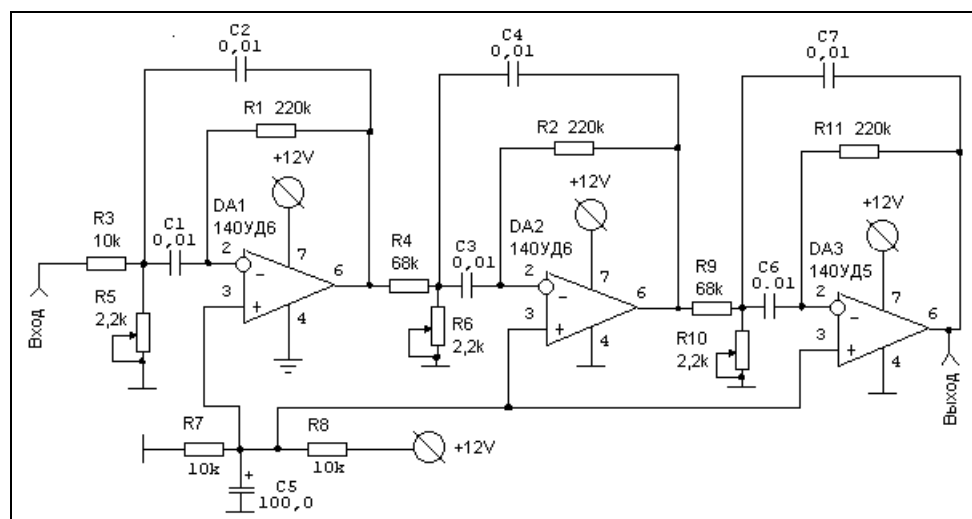 C2
0,01
C4
0,01
C7
0,01
R1 220k
R2 220k
R11 220k
+12V
+12V
+12V
R3
10k
C1
0,01
DA1
140УД6
2
3
7
6
4
R4
68k
C3
0,01
DA2
140УД6
2
3
7
6
4
R9
68k
C6
0.01
DA3
140УД5
2
3
7
6
4
Вход
R5
2,2k
R6
2,2k
R10
2,2k
Выход
R7
10k
R8
10k
+12V
+
C5
100,0